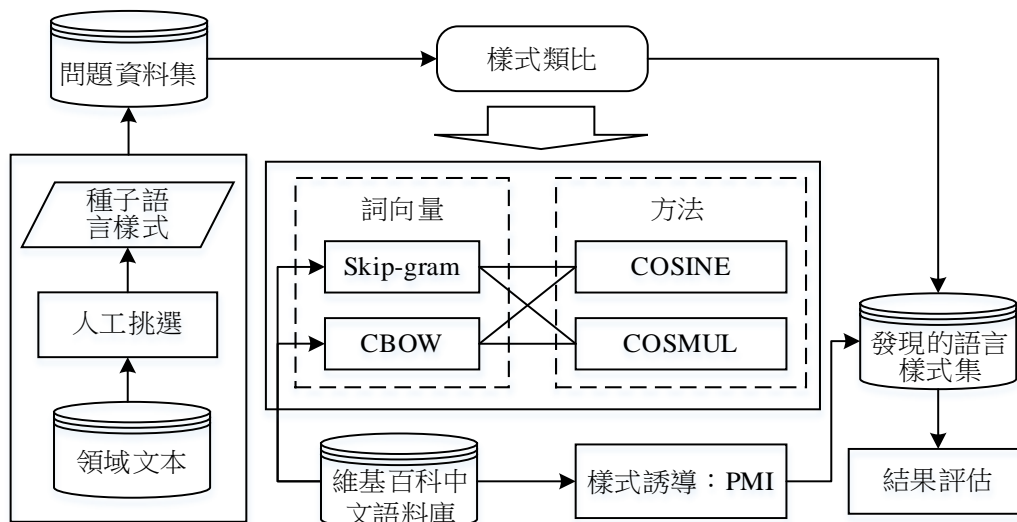 問題資料集
樣式類比
種子語
言樣式
詞向量
方法
Skip-gram
COSINE
人工挑選
CBOW
COSMUL
發現的語言
樣式集
領域文本
維基百科中
文語料庫
樣式誘導：PMI
結果評估